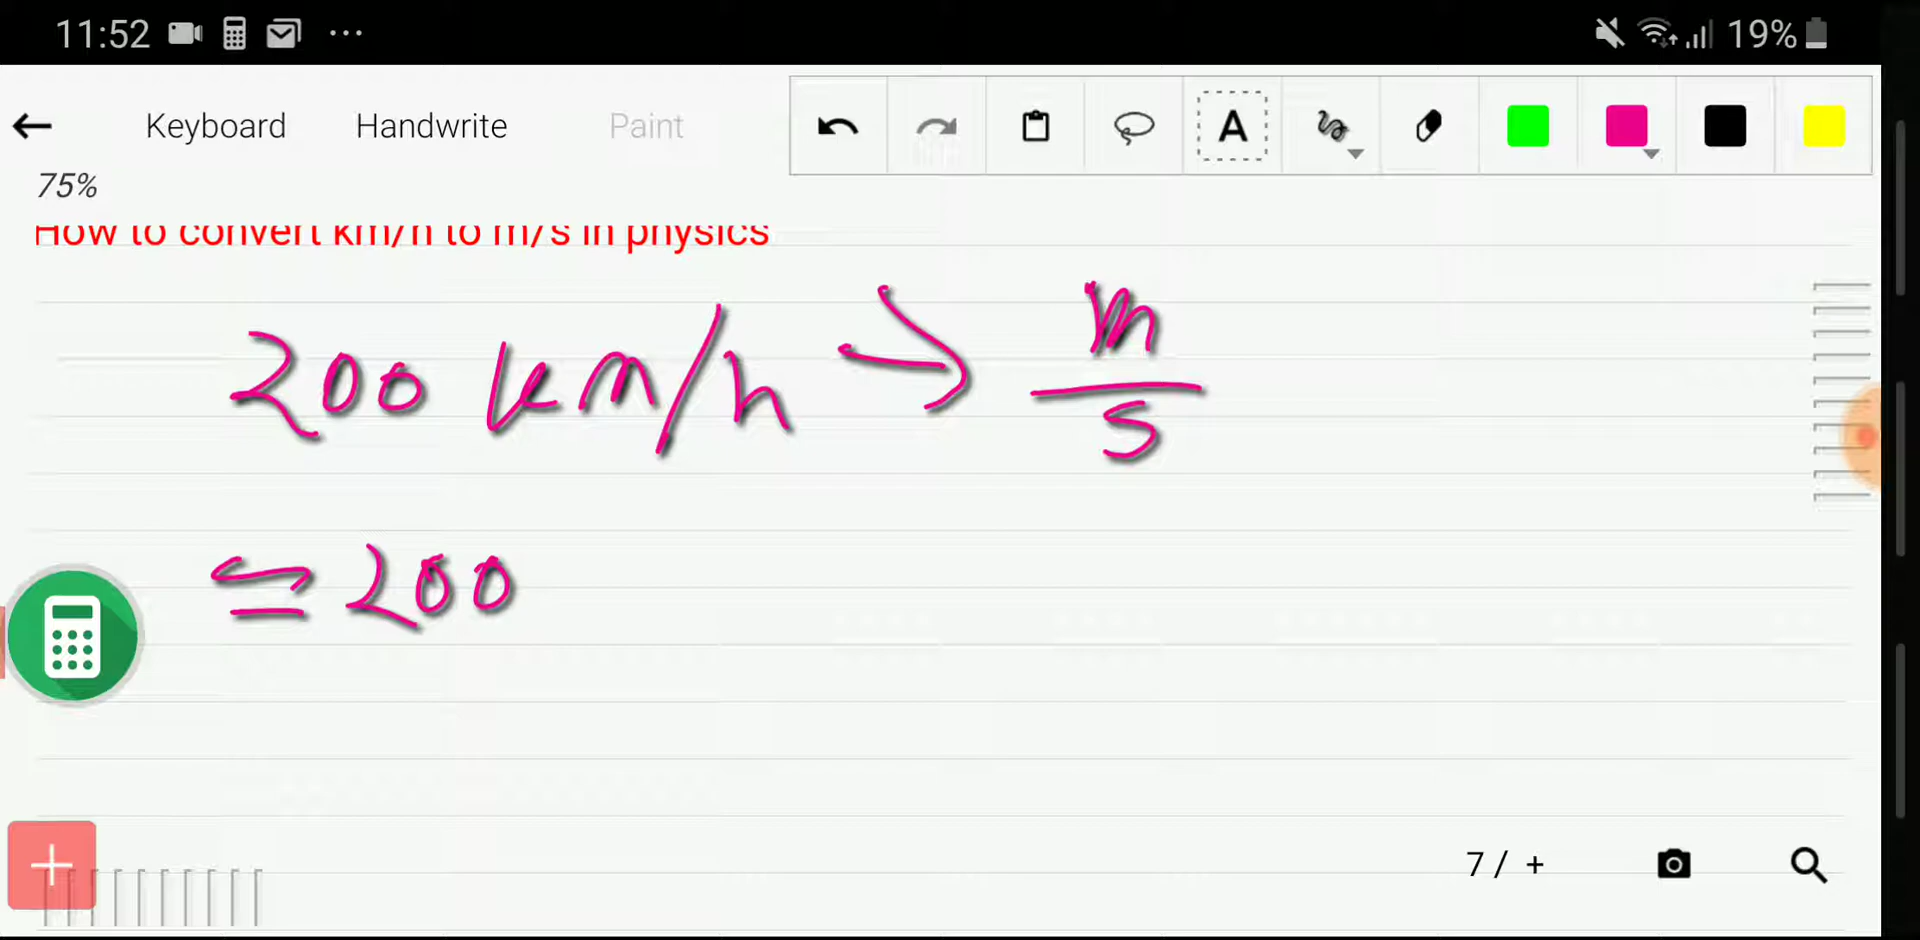 11:52 ... 19%
Keyboard Handwrite Paint A
75%
How to convert km/h to m/s in physics
200 km/h → m/s
= 200
7 / +